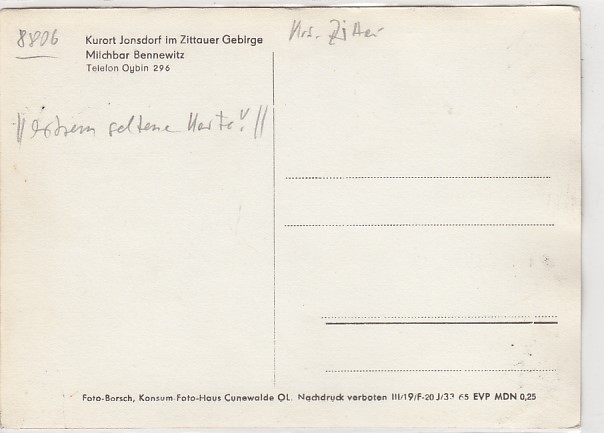 8806
Krs. Zittau
Kurort Jonsdorf im Zittauer Gebirge
Milchbar Bennewitz
Telefon Oybin 296
// extrem seltene Karte! //
Foto-Borsch, Konsum-Foto-Haus Cunewalde OL. Nachdruck verboten III/19/F-20 J/33 65 EVP MDN 0,25